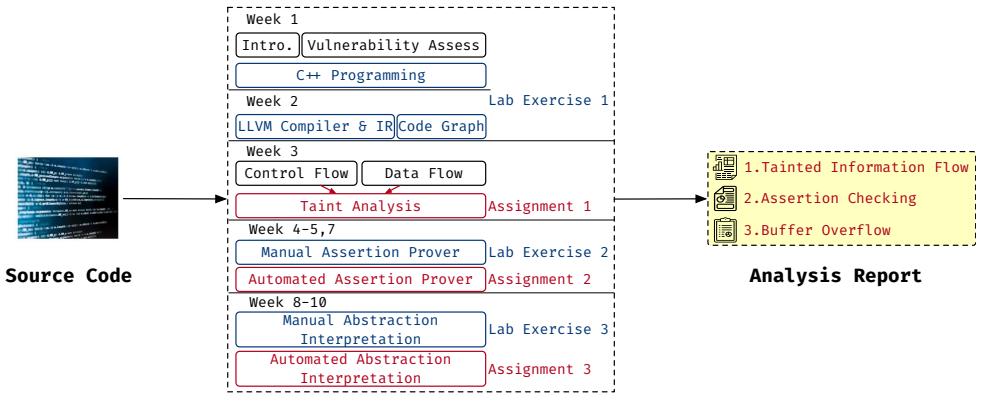 Week 1
Intro. Vulnerability Assess
C++ Programming
Lab Exercise 1
Week 2
LLVM Compiler & IR Code Graph
Week 3
Control Flow Data Flow
Taint Analysis Assignment 1
Week 4-5,7
Manual Assertion Prover Lab Exercise 2
Automated Assertion Prover Assignment 2
Week 8-10
Manual Abstraction
Interpretation
Lab Exercise 3
Automated Abstraction
Interpretation
Assignment 3
Source Code
1.Tainted Information Flow
2.Assertion Checking
3.Buffer Overflow
Analysis Report